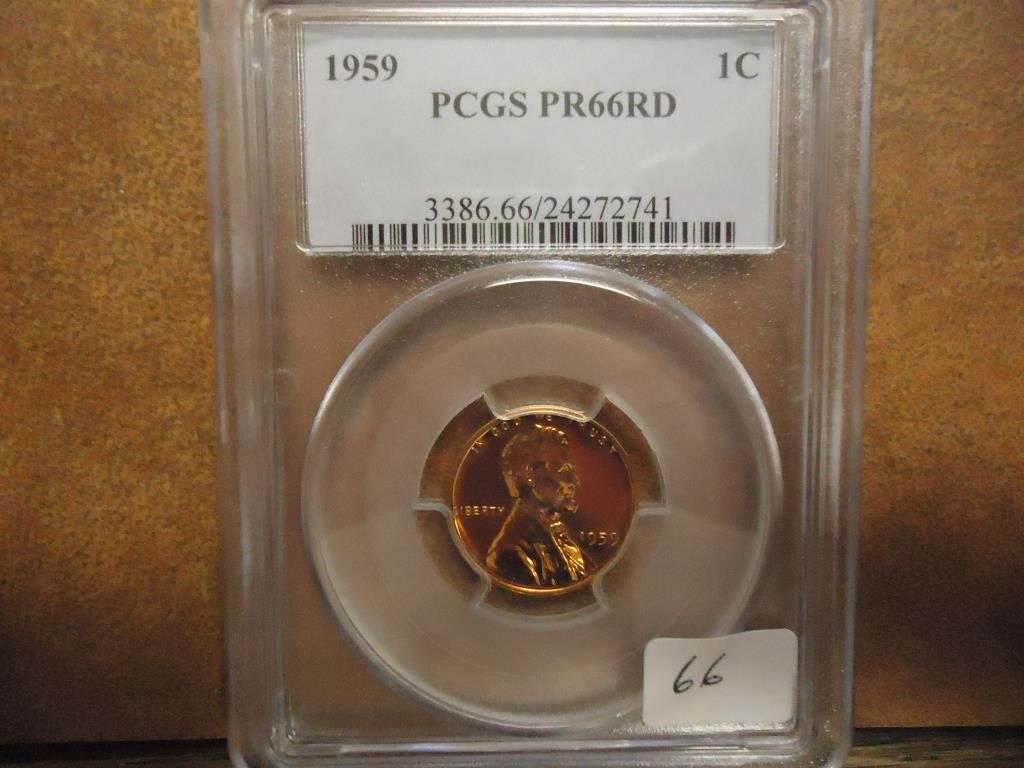 1959 1C
PCGS PR66RD
3386.66/24272741
IN GOD WE TRUST
LIBERTY
1959
66